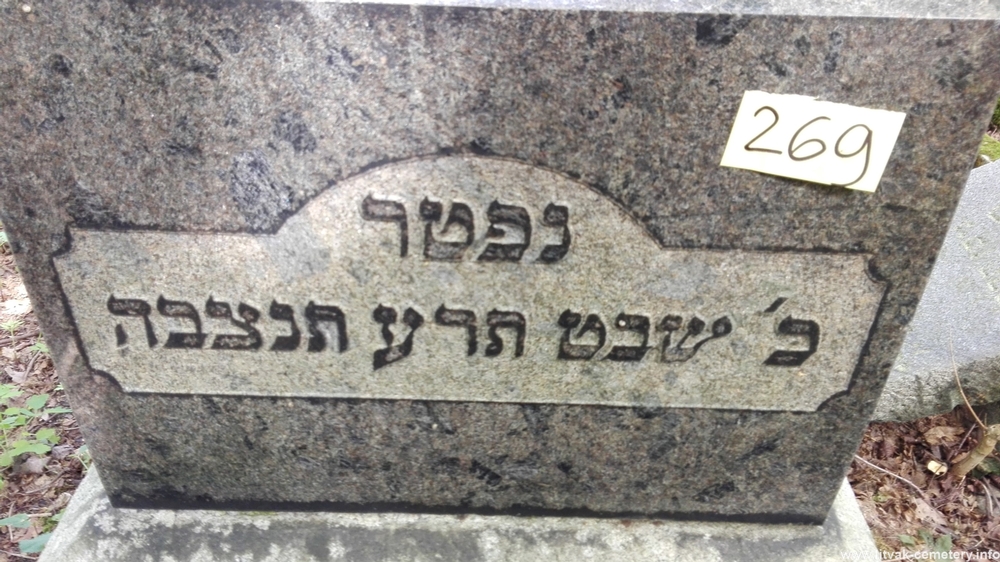 269
נפטר
כ׳ שבט תרע תנצבה
www.litvak-cemetery.info